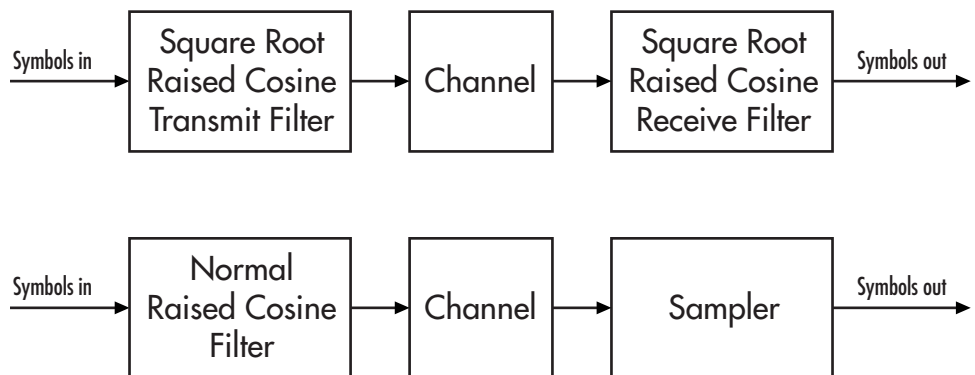 Symbols in
Square Root
Raised Cosine
Transmit Filter
Channel
Square Root
Raised Cosine
Receive Filter
Symbols out
Symbols in
Normal
Raised Cosine
Filter
Channel
Sampler
Symbols out